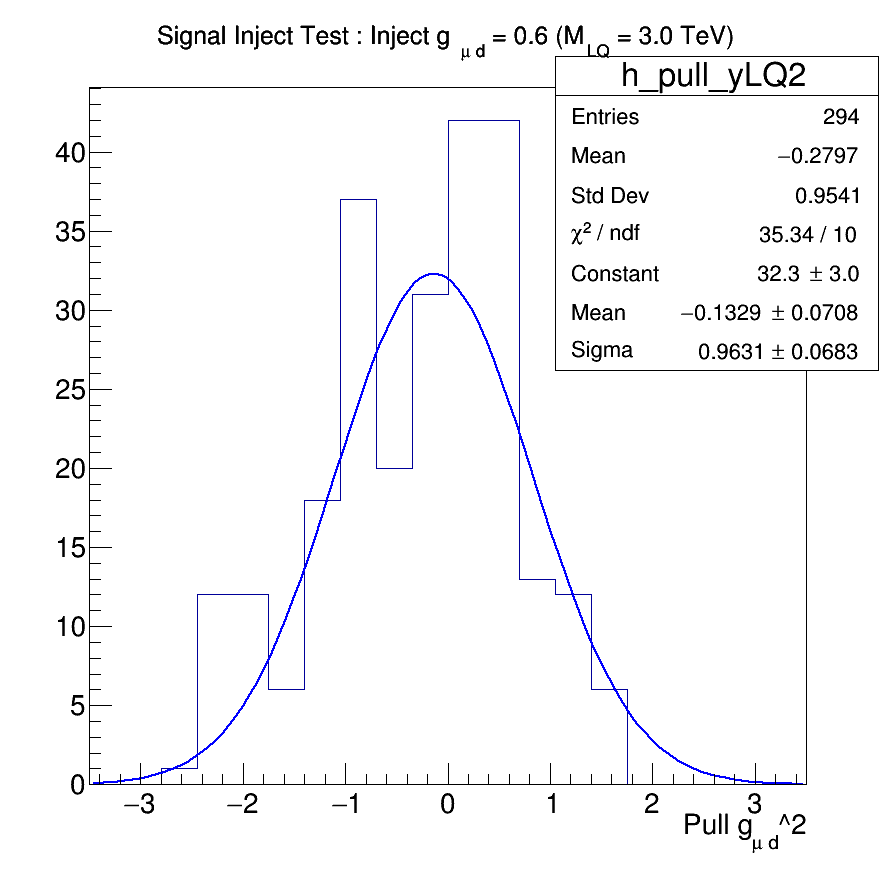 Signal Inject Test : Inject g μ d = 0.6 (M LQ = 3.0 TeV)
h_pull_yLQ2
Entries 294
Mean −0.2797
Std Dev 0.9541
χ² / ndf 35.34 / 10
Constant 32.3 ± 3.0
Mean −0.1329 ± 0.0708
Sigma 0.9631 ± 0.0683
40
35
30
25
20
15
10
5
0
−3 −2 −1 0 1 2 3
Pull g μ d^2